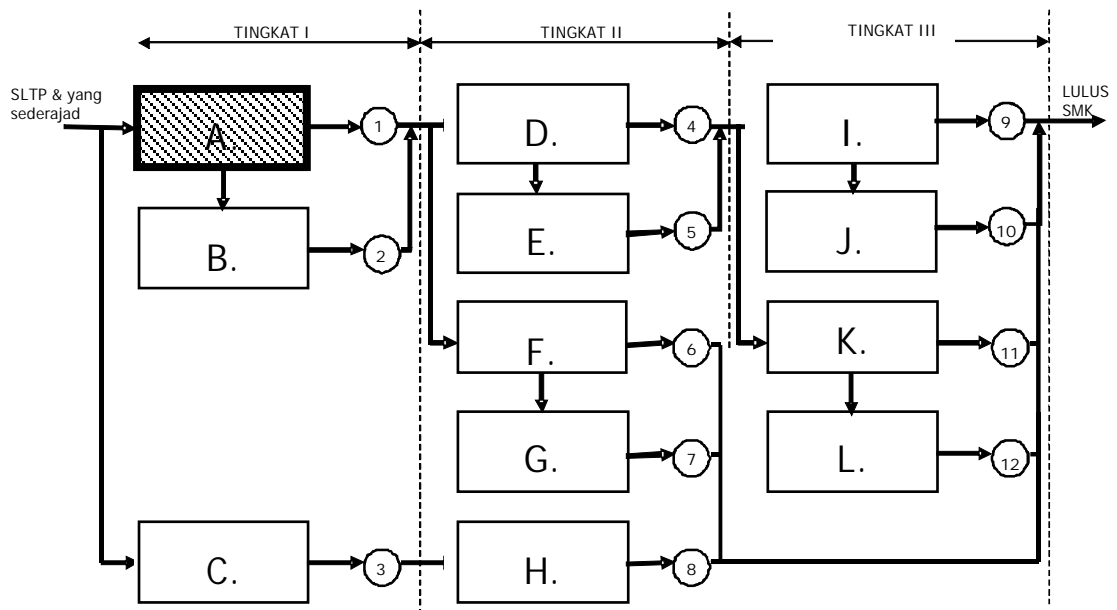 TINGKAT I
TINGKAT II
TINGKAT III
SLTP & yang
sederajad
LULUS
SMK
A.
1
D.
4
I.
9
B.
2
E.
5
J.
10
F.
6
K.
11
G.
7
L.
12
C.
3
H.
8